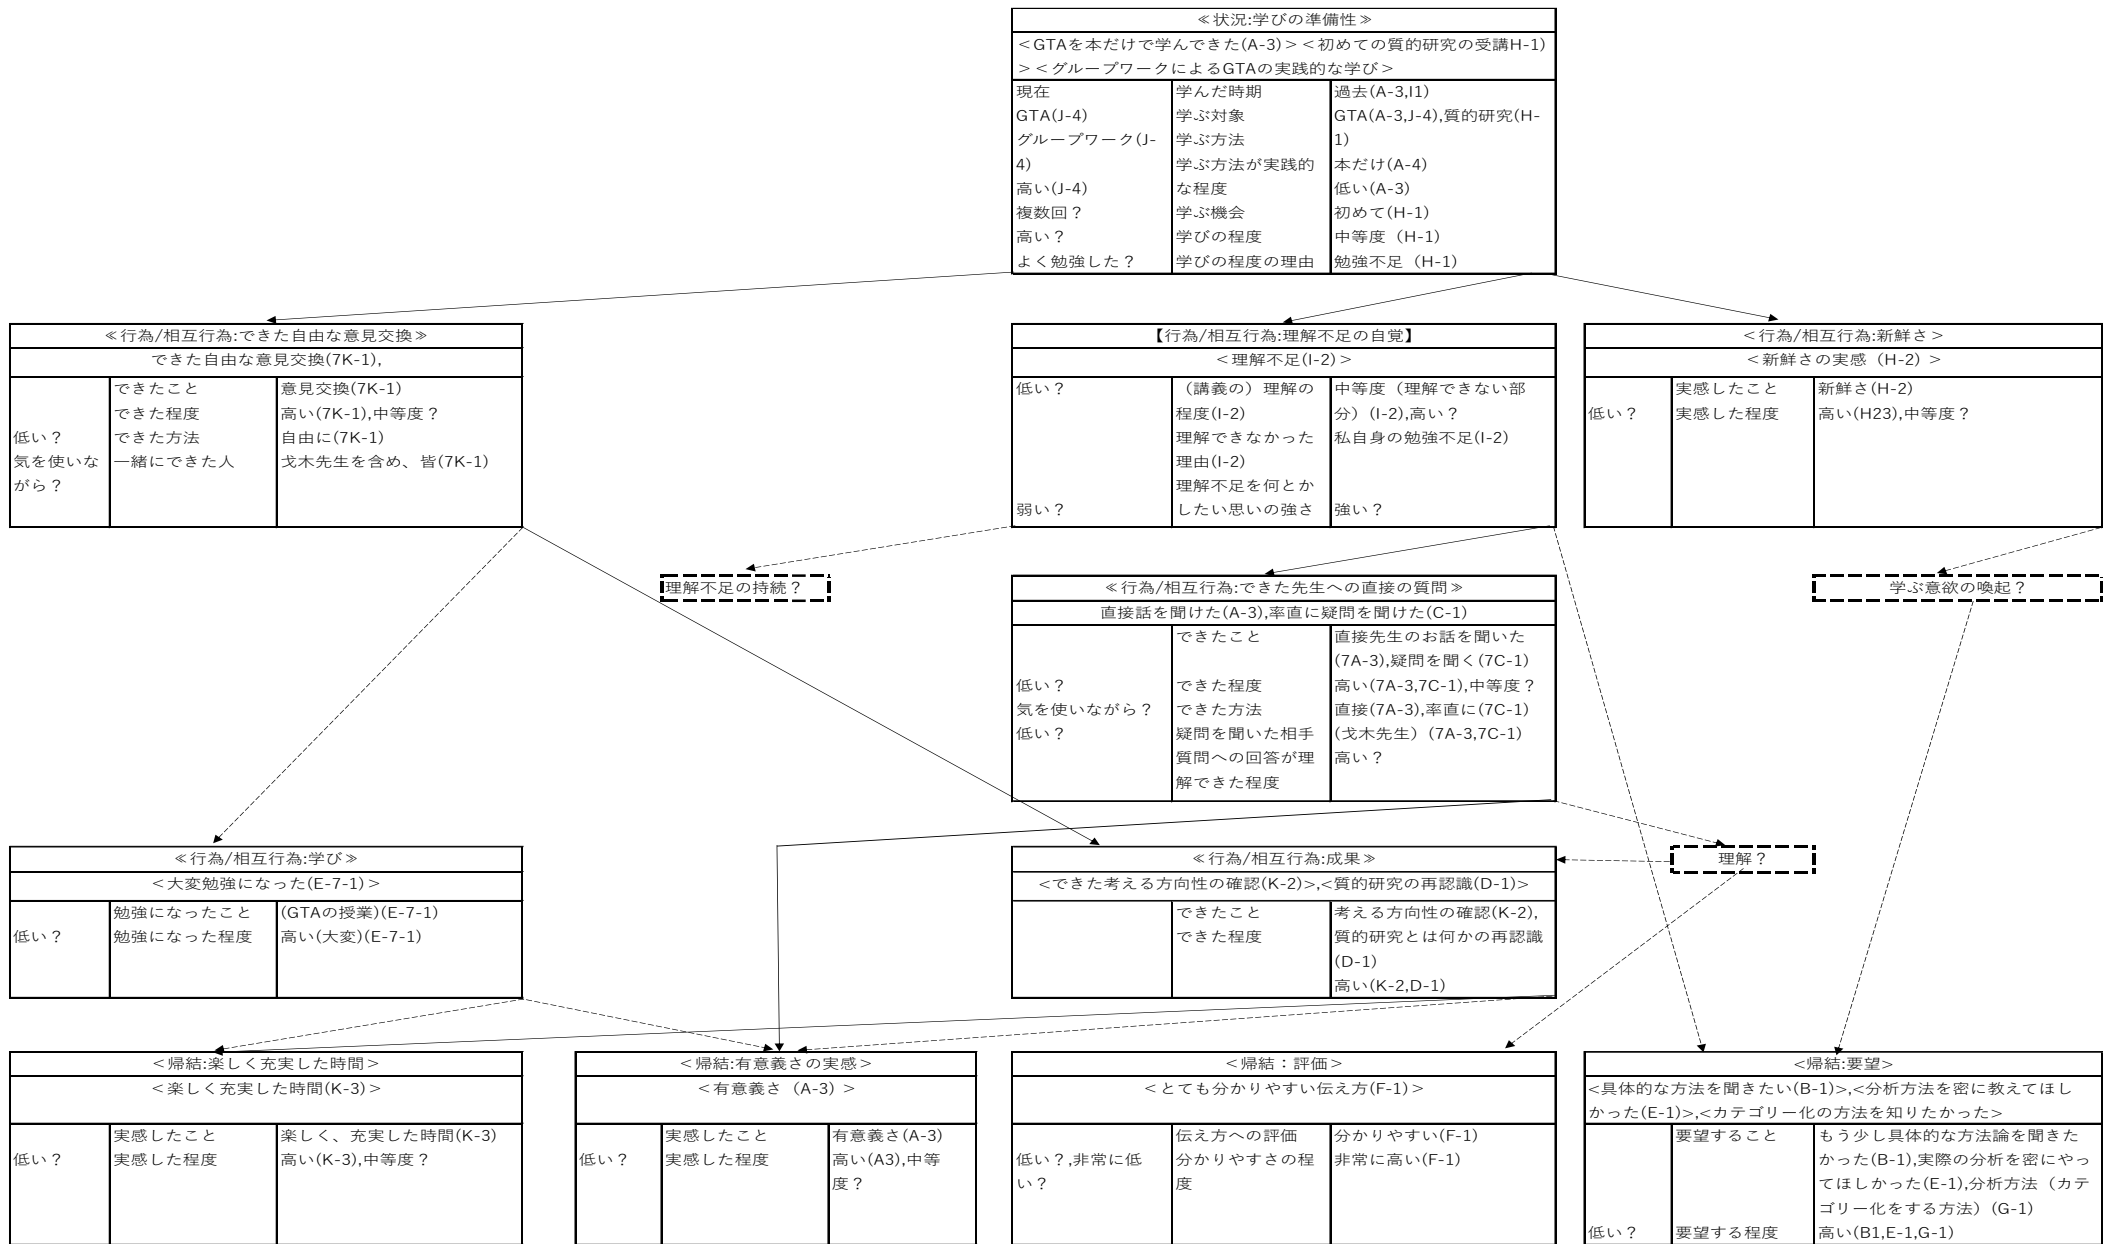 ≪状況:学びの準備性≫
＜GTAを本だけで学んできた(A-3)＞＜初めての質的研究の受講H-1)
＞＜グループワークによるGTAの実践的な学び＞
現在
GTA(J-4)
グループワーク(J-
4)
高い(J-4)
複数回？
高い？
よく勉強した？
学んだ時期
学ぶ対象
学ぶ方法
学ぶ方法が実践的
な程度
学ぶ機会
学びの程度
学びの程度の理由
過去(A-3,I1)
GTA(A-3,J-4),質的研究(H-
1)
本だけ(A-4)
低い(A-3)
初めて(H-1)
中等度（H-1)
勉強不足（H-1)
≪行為/相互行為:できた自由な意見交換≫
できた自由な意見交換(7K-1),
低い？
気を使いな
がら？
できたこと
できた程度
できた方法
一緒にできた人
意見交換(7K-1)
高い(7K-1),中等度？
自由に(7K-1)
戈木先生を含め、皆(7K-1)
【行為/相互行為:理解不足の自覚】
＜理解不足(I-2)＞
低い？
弱い？
（講義の）理解の
程度(I-2)
理解できなかった
理由(I-2)
理解不足を何とか
したい思いの強さ
中等度（理解できない部
分）(I-2),高い？
私自身の勉強不足(I-2)
強い？
＜行為/相互行為:新鮮さ＞
＜新鮮さの実感（H-2）＞
低い？
実感したこと
実感した程度
新鮮さ(H-2)
高い(H23),中等度？
理解不足の持続？
≪行為/相互行為:できた先生への直接の質問≫
直接話を聞けた(A-3),率直に疑問を聞けた(C-1)
低い？
気を使いながら？
低い？
できたこと
できた程度
できた方法
疑問を聞いた相手
質問への回答が理
解できた程度
直接先生のお話を聞いた
(7A-3),疑問を聞く(7C-1)
高い(7A-3,7C-1),中等度？
直接(7A-3),率直に(7C-1)
(戈木先生）(7A-3,7C-1)
高い？
学ぶ意欲の喚起？
≪行為/相互行為:学び≫
＜大変勉強になった(E-7-1)＞
低い？
勉強になったこと
勉強になった程度
(GTAの授業)(E-7-1)
高い(大変)(E-7-1)
≪行為/相互行為:成果≫
<できた考える方向性の確認(K-2)>,<質的研究の再認識(D-1)>
できたこと
できた程度
考える方向性の確認(K-2),
質的研究とは何かの再認識
(D-1)
高い(K-2,D-1)
理解？
＜帰結:楽しく充実した時間＞
＜楽しく充実した時間(K-3)＞
低い？
実感したこと
実感した程度
楽しく、充実した時間(K-3)
高い(K-3),中等度？
＜帰結:有意義さの実感＞
＜有意義さ（A-3）＞
低い？
実感したこと
実感した程度
有意義さ(A-3)
高い(A3),中等
度？
＜帰結：評価＞
＜とても分かりやすい伝え方(F-1)＞
低い？,非常に低
い？
伝え方への評価
分かりやすさの程
度
分かりやすい(F-1)
非常に高い(F-1)
<帰結:要望>
<具体的な方法を聞きたい(B-1)>,<分析方法を密に教えてほし
かった(E-1)>,<カテゴリー化の方法を知りたかった>
低い？
要望すること
要望する程度
もう少し具体的な方法論を聞きた
かった(B-1),実際の分析を密にやっ
てほしかった(E-1),分析方法（カテ
ゴリー化をする方法）(G-1)
高い(B1,E-1,G-1)